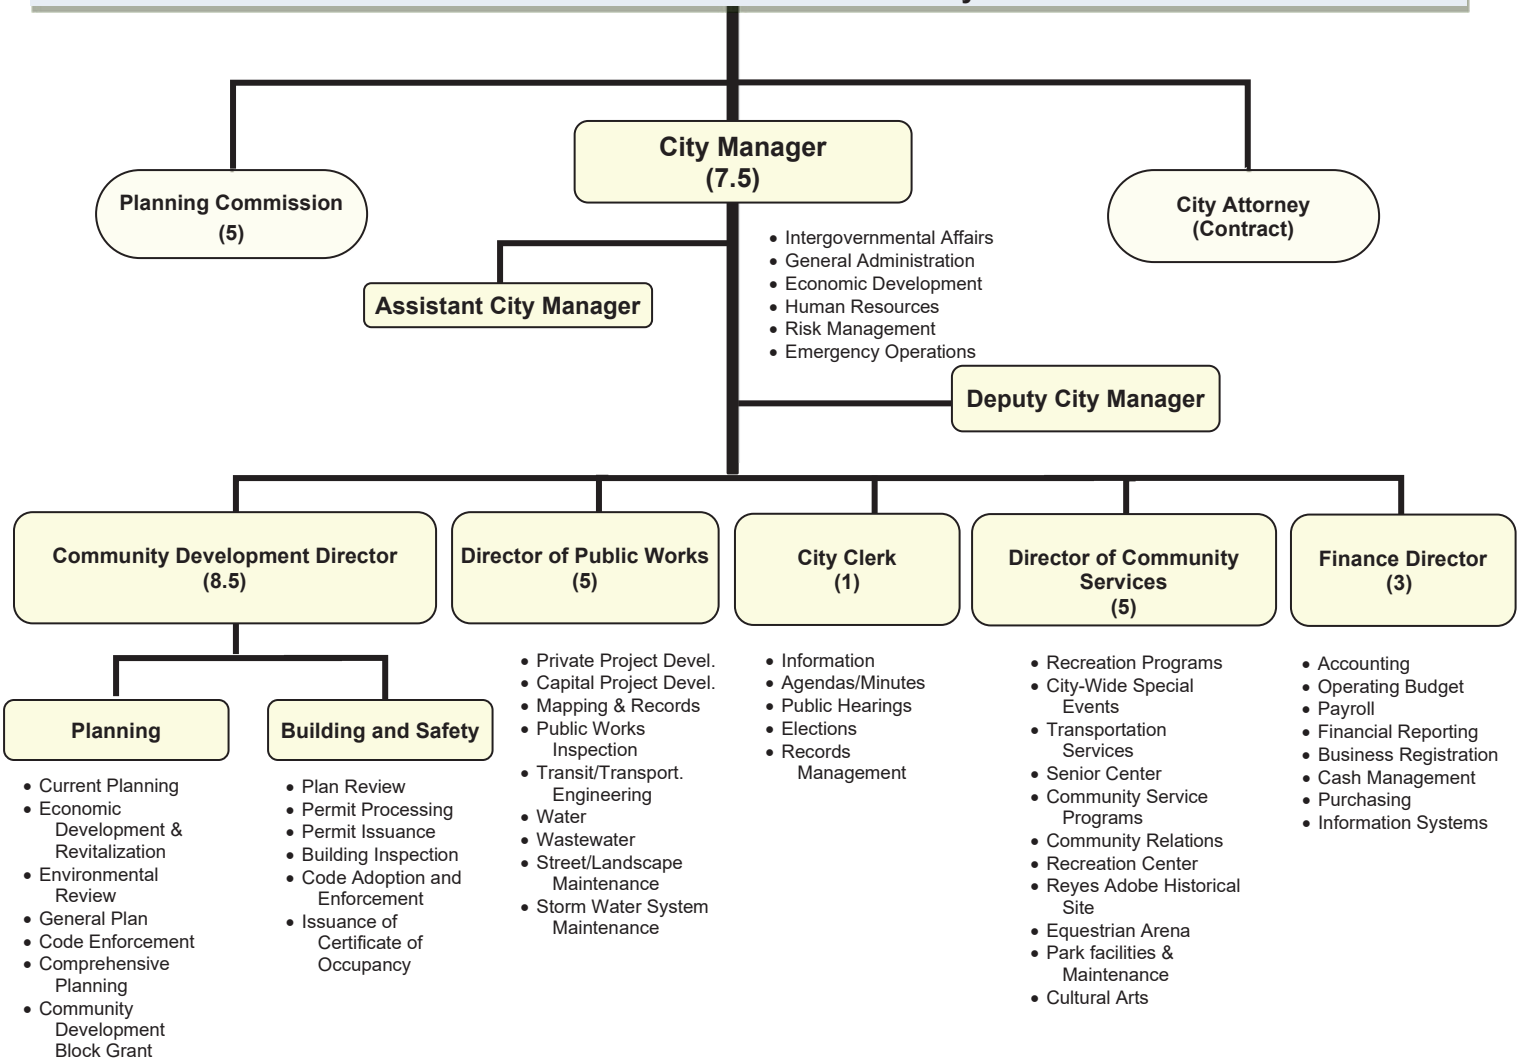 City Manager
(7.5)
Planning Commission
(5)
City Attorney
(Contract)
• Intergovernmental Affairs
• General Administration
• Economic Development
• Human Resources
• Risk Management
• Emergency Operations
Assistant City Manager
Deputy City Manager
Community Development Director
(8.5)
Director of Public Works
(5)
City Clerk
(1)
Director of Community
Services
(5)
Finance Director
(3)
Planning
• Current Planning
• Economic
Development &
Revitalization
• Environmental
Review
• General Plan
• Code Enforcement
• Comprehensive
Planning
• Community
Development
Block Grant
Building and Safety
• Plan Review
• Permit Processing
• Permit Issuance
• Building Inspection
• Code Adoption and
Enforcement
• Issuance of
Certificate of
Occupancy
• Private Project Devel.
• Capital Project Devel.
• Mapping & Records
• Public Works
Inspection
• Transit/Transport.
Engineering
• Water
• Wastewater
• Street/Landscape
Maintenance
• Storm Water System
Maintenance
• Information
• Agendas/Minutes
• Public Hearings
• Elections
• Records
Management
• Recreation Programs
• City-Wide Special
Events
• Transportation
Services
• Senior Center
• Community Service
Programs
• Community Relations
• Recreation Center
• Reyes Adobe Historical
Site
• Equestrian Arena
• Park facilities &
Maintenance
• Cultural Arts
• Accounting
• Operating Budget
• Payroll
• Financial Reporting
• Business Registration
• Cash Management
• Purchasing
• Information Systems